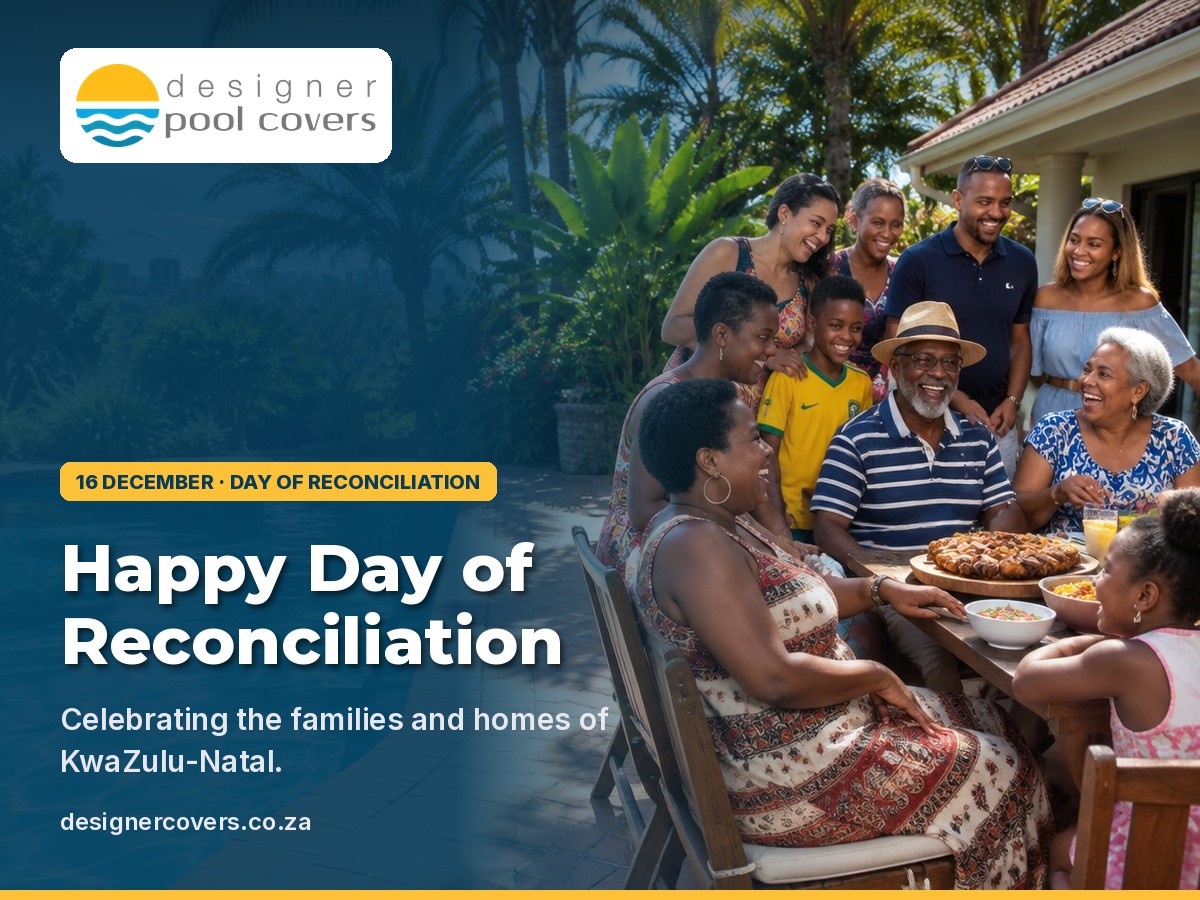 designer
pool covers
16 DECEMBER · DAY OF RECONCILIATION
Happy Day of
Reconciliation
Celebrating the families and homes of
KwaZulu-Natal.
designercovers.co.za